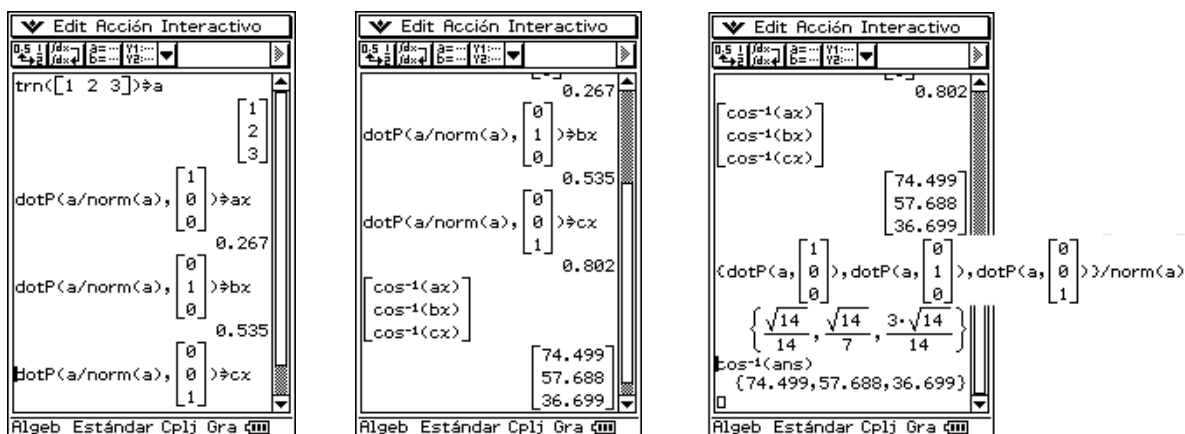 Edit Acción Interactivo
trn([1 2 3])⇒a
[1
2
3]
dotP(a/norm(a),[1
0
0])⇒ax
0.267
dotP(a/norm(a),[0
1
0])⇒bx
0.535
dotP(a/norm(a),[0
0
1])⇒cx
Algeb Estándar Cplj Gra
Edit Acción Interactivo
0.267
dotP(a/norm(a),[0
1
0])⇒bx
0.535
dotP(a/norm(a),[0
0
1])⇒cx
0.802
[cos⁻¹(ax)
cos⁻¹(bx)
cos⁻¹(cx)]
[74.499
57.688
36.699]
Algeb Estándar Cplj Gra
Edit Acción Interactivo
0.802
[cos⁻¹(ax)
cos⁻¹(bx)
cos⁻¹(cx)]
[74.499
57.688
36.699]
{dotP(a,[1 0 0]),dotP(a,[0 1 0]),dotP(a,[0 0 1])}/norm(a)
{√14/14, √14/7, 3·√14/14}
cos⁻¹(ans)
{74.499,57.688,36.699}
Algeb Estándar Cplj Gra